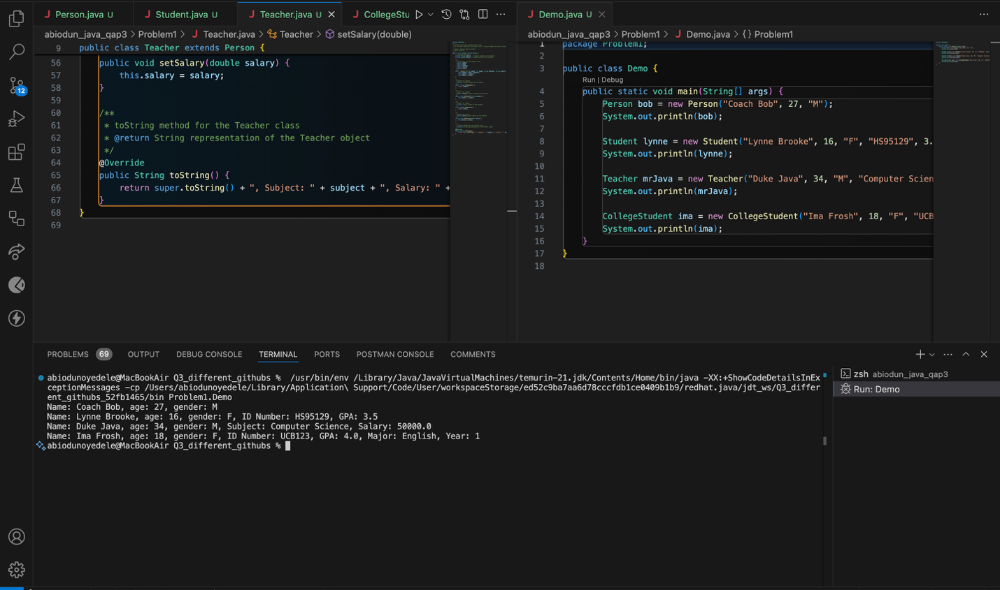 Person.java U Student.java U Teacher.java U CollegeStu Demo.java U
abiodun_java_qap3 > Problem1 > Teacher.java > Teacher > setSalary(double)
9 public class Teacher extends Person {
56 public void setSalary(double salary) {
57 this.salary = salary;
58 }
59
60 /**
61 * toString method for the Teacher class
62 * @return String representation of the Teacher object
63 */
64 @Override
65 public String toString() {
66 return super.toString() + ", Subject: " + subject + ", Salary: " +
67 }
68 }
69
abiodun_java_qap3 > Problem1 > Demo.java > {} Problem1
1 package Problem1;
2
3 public class Demo {
Run | Debug
4 public static void main(String[] args) {
5 Person bob = new Person("Coach Bob", 27, "M");
6 System.out.println(bob);
7
8 Student lynne = new Student("Lynne Brooke", 16, "F", "HS95129", 3.
9 System.out.println(lynne);
10
11 Teacher mrJava = new Teacher("Duke Java", 34, "M", "Computer Scien
12 System.out.println(mrJava);
13
14 CollegeStudent ima = new CollegeStudent("Ima Frosh", 18, "F", "UCB
15 System.out.println(ima);
16 }
17 }
18
12
PROBLEMS 69 OUTPUT DEBUG CONSOLE TERMINAL PORTS POSTMAN CONSOLE COMMENTS
abiodunoyedele@MacBookAir Q3_different_githubs % /usr/bin/env /Library/Java/JavaVirtualMachines/temurin-21.jdk/Contents/Home/bin/java -XX:+ShowCodeDetailsInEx
ceptionMessages -cp /Users/abiodunoyedele/Library/Application\ Support/Code/User/workspaceStorage/ed52c9ba7aa6d78cccfdb1ce0409b1b9/redhat.java/jdt_ws/Q3_differ
ent_githubs_52fb1465/bin Problem1.Demo
Name: Coach Bob, age: 27, gender: M
Name: Lynne Brooke, age: 16, gender: F, ID Number: HS95129, GPA: 3.5
Name: Duke Java, age: 34, gender: M, Subject: Computer Science, Salary: 50000.0
Name: Ima Frosh, age: 18, gender: F, ID Number: UCB123, GPA: 4.0, Major: English, Year: 1
abiodunoyedele@MacBookAir Q3_different_githubs %
zsh abiodun_java_qap3
Run: Demo